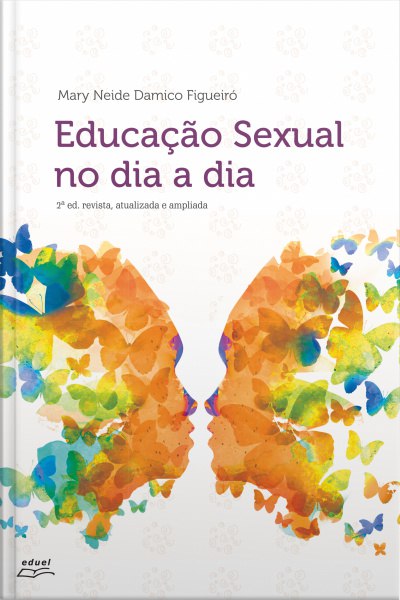 Mary Neide Damico Figueiró
Educação Sexual
no dia a dia
2ª ed. revista, atualizada e ampliada
eduel